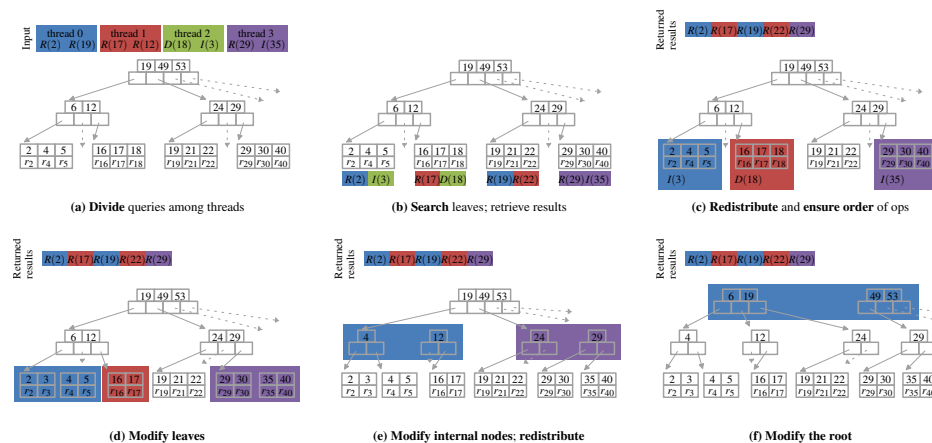 Input
thread 0 thread 1 thread 2 thread 3
R(2) R(19) R(17) R(12) D(18) I(3) R(29) I(35)
19 49 53
6 12 24 29
2 4 5 16 17 18 19 21 22 29 30 40
r2 r4 r5 r16 r17 r18 r19 r21 r22 r29 r30 r40
(a) Divide queries among threads
19 49 53
6 12 24 29
2 4 5 16 17 18 19 21 22 29 30 40
r2 r4 r5 r16 r17 r18 r19 r21 r22 r29 r30 r40
R(2) I(3) R(17) D(18) R(19) R(22) R(29) I(35)
(b) Search leaves; retrieve results
Returned
results
R(2) R(17) R(19) R(22) R(29)
19 49 53
6 12 24 29
2 4 5 16 17 18 19 21 22 29 30 40
r2 r4 r5 r16 r17 r18 r19 r21 r22 r29 r30 r40
I(3) D(18) I(35)
(c) Redistribute and ensure order of ops
Returned
results
R(2) R(17) R(19) R(22) R(29)
19 49 53
6 12 24 29
2 3 4 5 16 17 19 21 22 29 30 35 40
r2 r3 r4 r5 r16 r17 r19 r21 r22 r29 r30 r35 r40
(d) Modify leaves
Returned
results
R(2) R(17) R(19) R(22) R(29)
19 49 53
4 12 24 29
2 3 4 5 16 17 19 21 22 29 30 35 40
r2 r3 r4 r5 r16 r17 r19 r21 r22 r29 r30 r35 r40
(e) Modify internal nodes; redistribute
Returned
results
R(2) R(17) R(19) R(22) R(29)
6 19 49 53
4 12 24 29
2 3 4 5 16 17 19 21 22 29 30 35 40
r2 r3 r4 r5 r16 r17 r19 r21 r22 r29 r30 r35 r40
(f) Modify the root